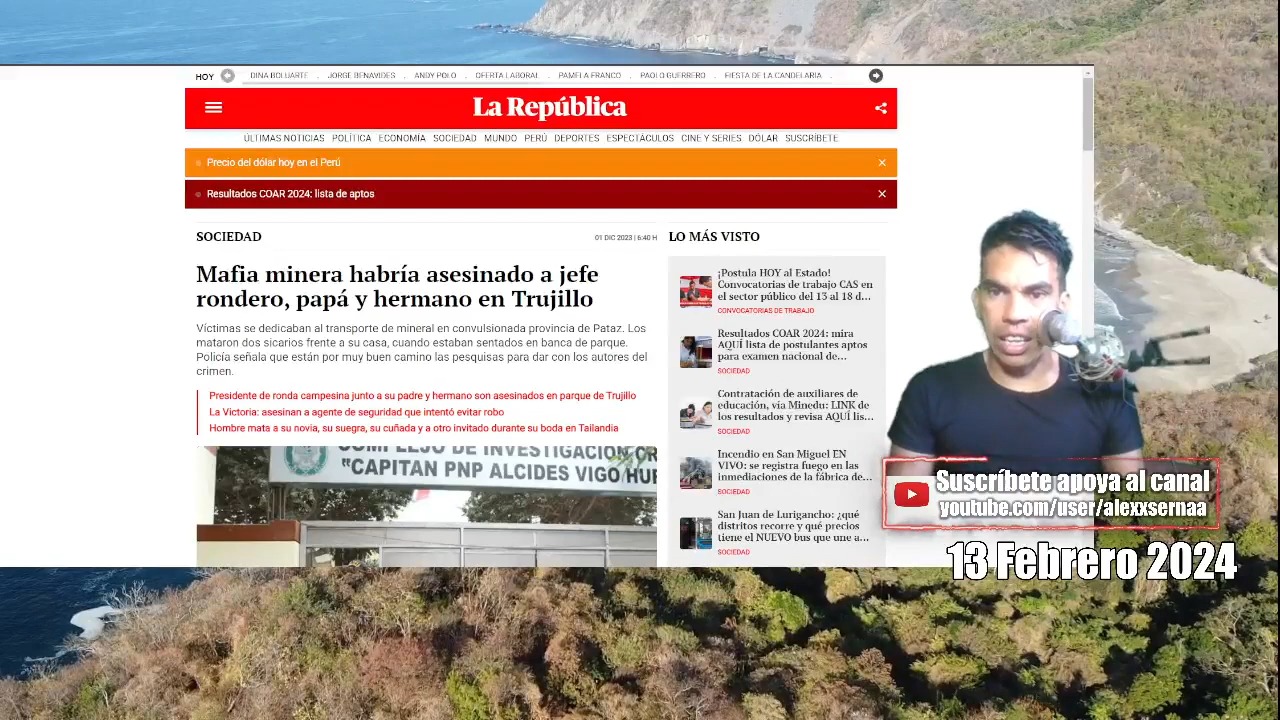 HOY
DINA BOLUARTE . JORGE BENAVIDES . ANDY POLO . OFERTA LABORAL . PAMELA FRANCO . PAOLO GUERRERO . FIESTA DE LA CANDELARIA .
La República
ÚLTIMAS NOTICIAS POLÍTICA ECONOMÍA SOCIEDAD MUNDO PERÚ DEPORTES ESPECTÁCULOS CINE Y SERIES DÓLAR SUSCRÍBETE
Precio del dólar hoy en el Perú
Resultados COAR 2024: lista de aptos
SOCIEDAD
01 DIC 2023 | 6:40 H
Mafia minera habría asesinado a jefe
rondero, papá y hermano en Trujillo
Víctimas se dedicaban al transporte de mineral en convulsionada provincia de Pataz. Los
mataron dos sicarios frente a su casa, cuando estaban sentados en banca de parque.
Policía señala que están por muy buen camino las pesquisas para dar con los autores del
crimen.
Presidente de ronda campesina junto a su padre y hermano son asesinados en parque de Trujillo
La Victoria: asesinan a agente de seguridad que intentó evitar robo
Hombre mata a su novia, su suegra, su cuñada y a otro invitado durante su boda en Tailandia
COMPLEJO DE INVESTIGACIÓN CR
"CAPITAN PNP ALCIDES VIGO HU
LO MÁS VISTO
¡Postula HOY al Estado!
Convocatorias de trabajo CAS en
el sector público del 13 al 18 d...
CONVOCATORIAS DE TRABAJO
Resultados COAR 2024: mira
AQUÍ lista de postulantes aptos
para examen nacional de...
SOCIEDAD
Contratación de auxiliares de
educación, vía Minedu: LINK de
los resultados y revisa AQUÍ lis...
SOCIEDAD
Incendio en San Miguel EN
VIVO: se registra fuego en las
inmediaciones de la fábrica de...
SOCIEDAD
San Juan de Lurigancho: ¿qué
distritos recorre y qué precios
tiene el NUEVO bus que une a...
SOCIEDAD
Suscríbete apoya al canal
youtube.com/user/alexxsernaa
13 Febrero 2024